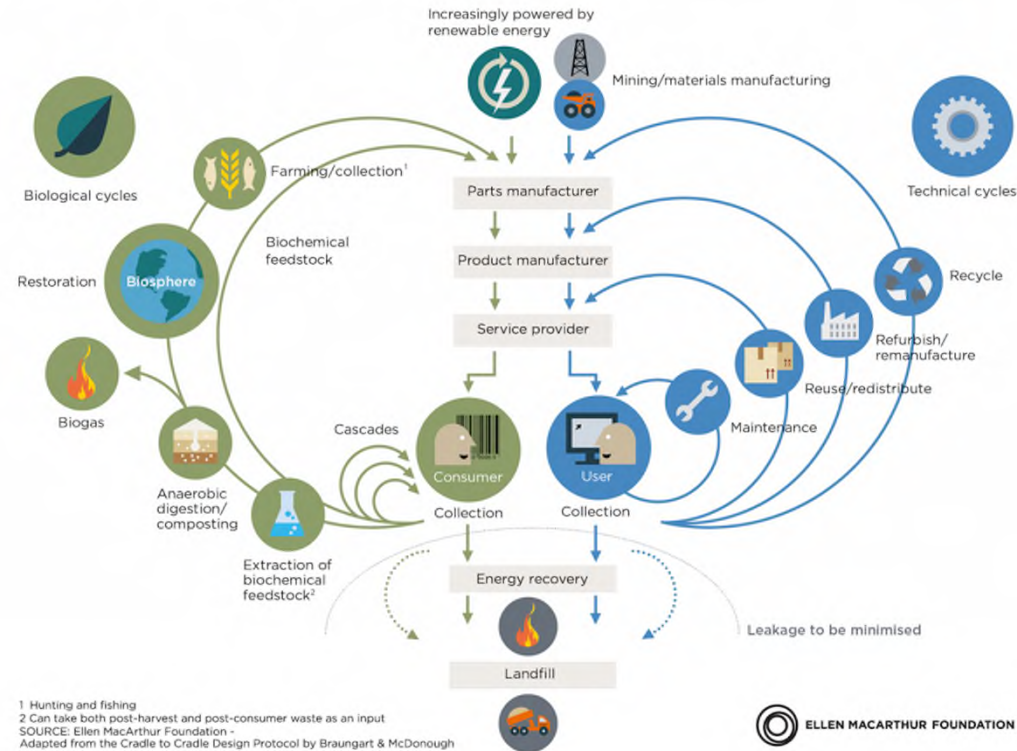 Increasingly powered by
renewable energy
Mining/materials manufacturing
Biological cycles
Technical cycles
Farming/collection¹
Parts manufacturer
Biochemical
feedstock
Product manufacturer
Restoration
Biosphere
Recycle
Service provider
Refurbish/
remanufacture
Reuse/redistribute
Biogas
Cascades
Maintenance
Consumer
User
Anaerobic
digestion/
composting
Collection
Collection
Extraction of
biochemical
feedstock²
Energy recovery
Leakage to be minimised
Landfill
1 Hunting and fishing
2 Can take both post-harvest and post-consumer waste as an input
SOURCE: Ellen MacArthur Foundation -
Adapted from the Cradle to Cradle Design Protocol by Braungart & McDonough
ELLEN MACARTHUR FOUNDATION